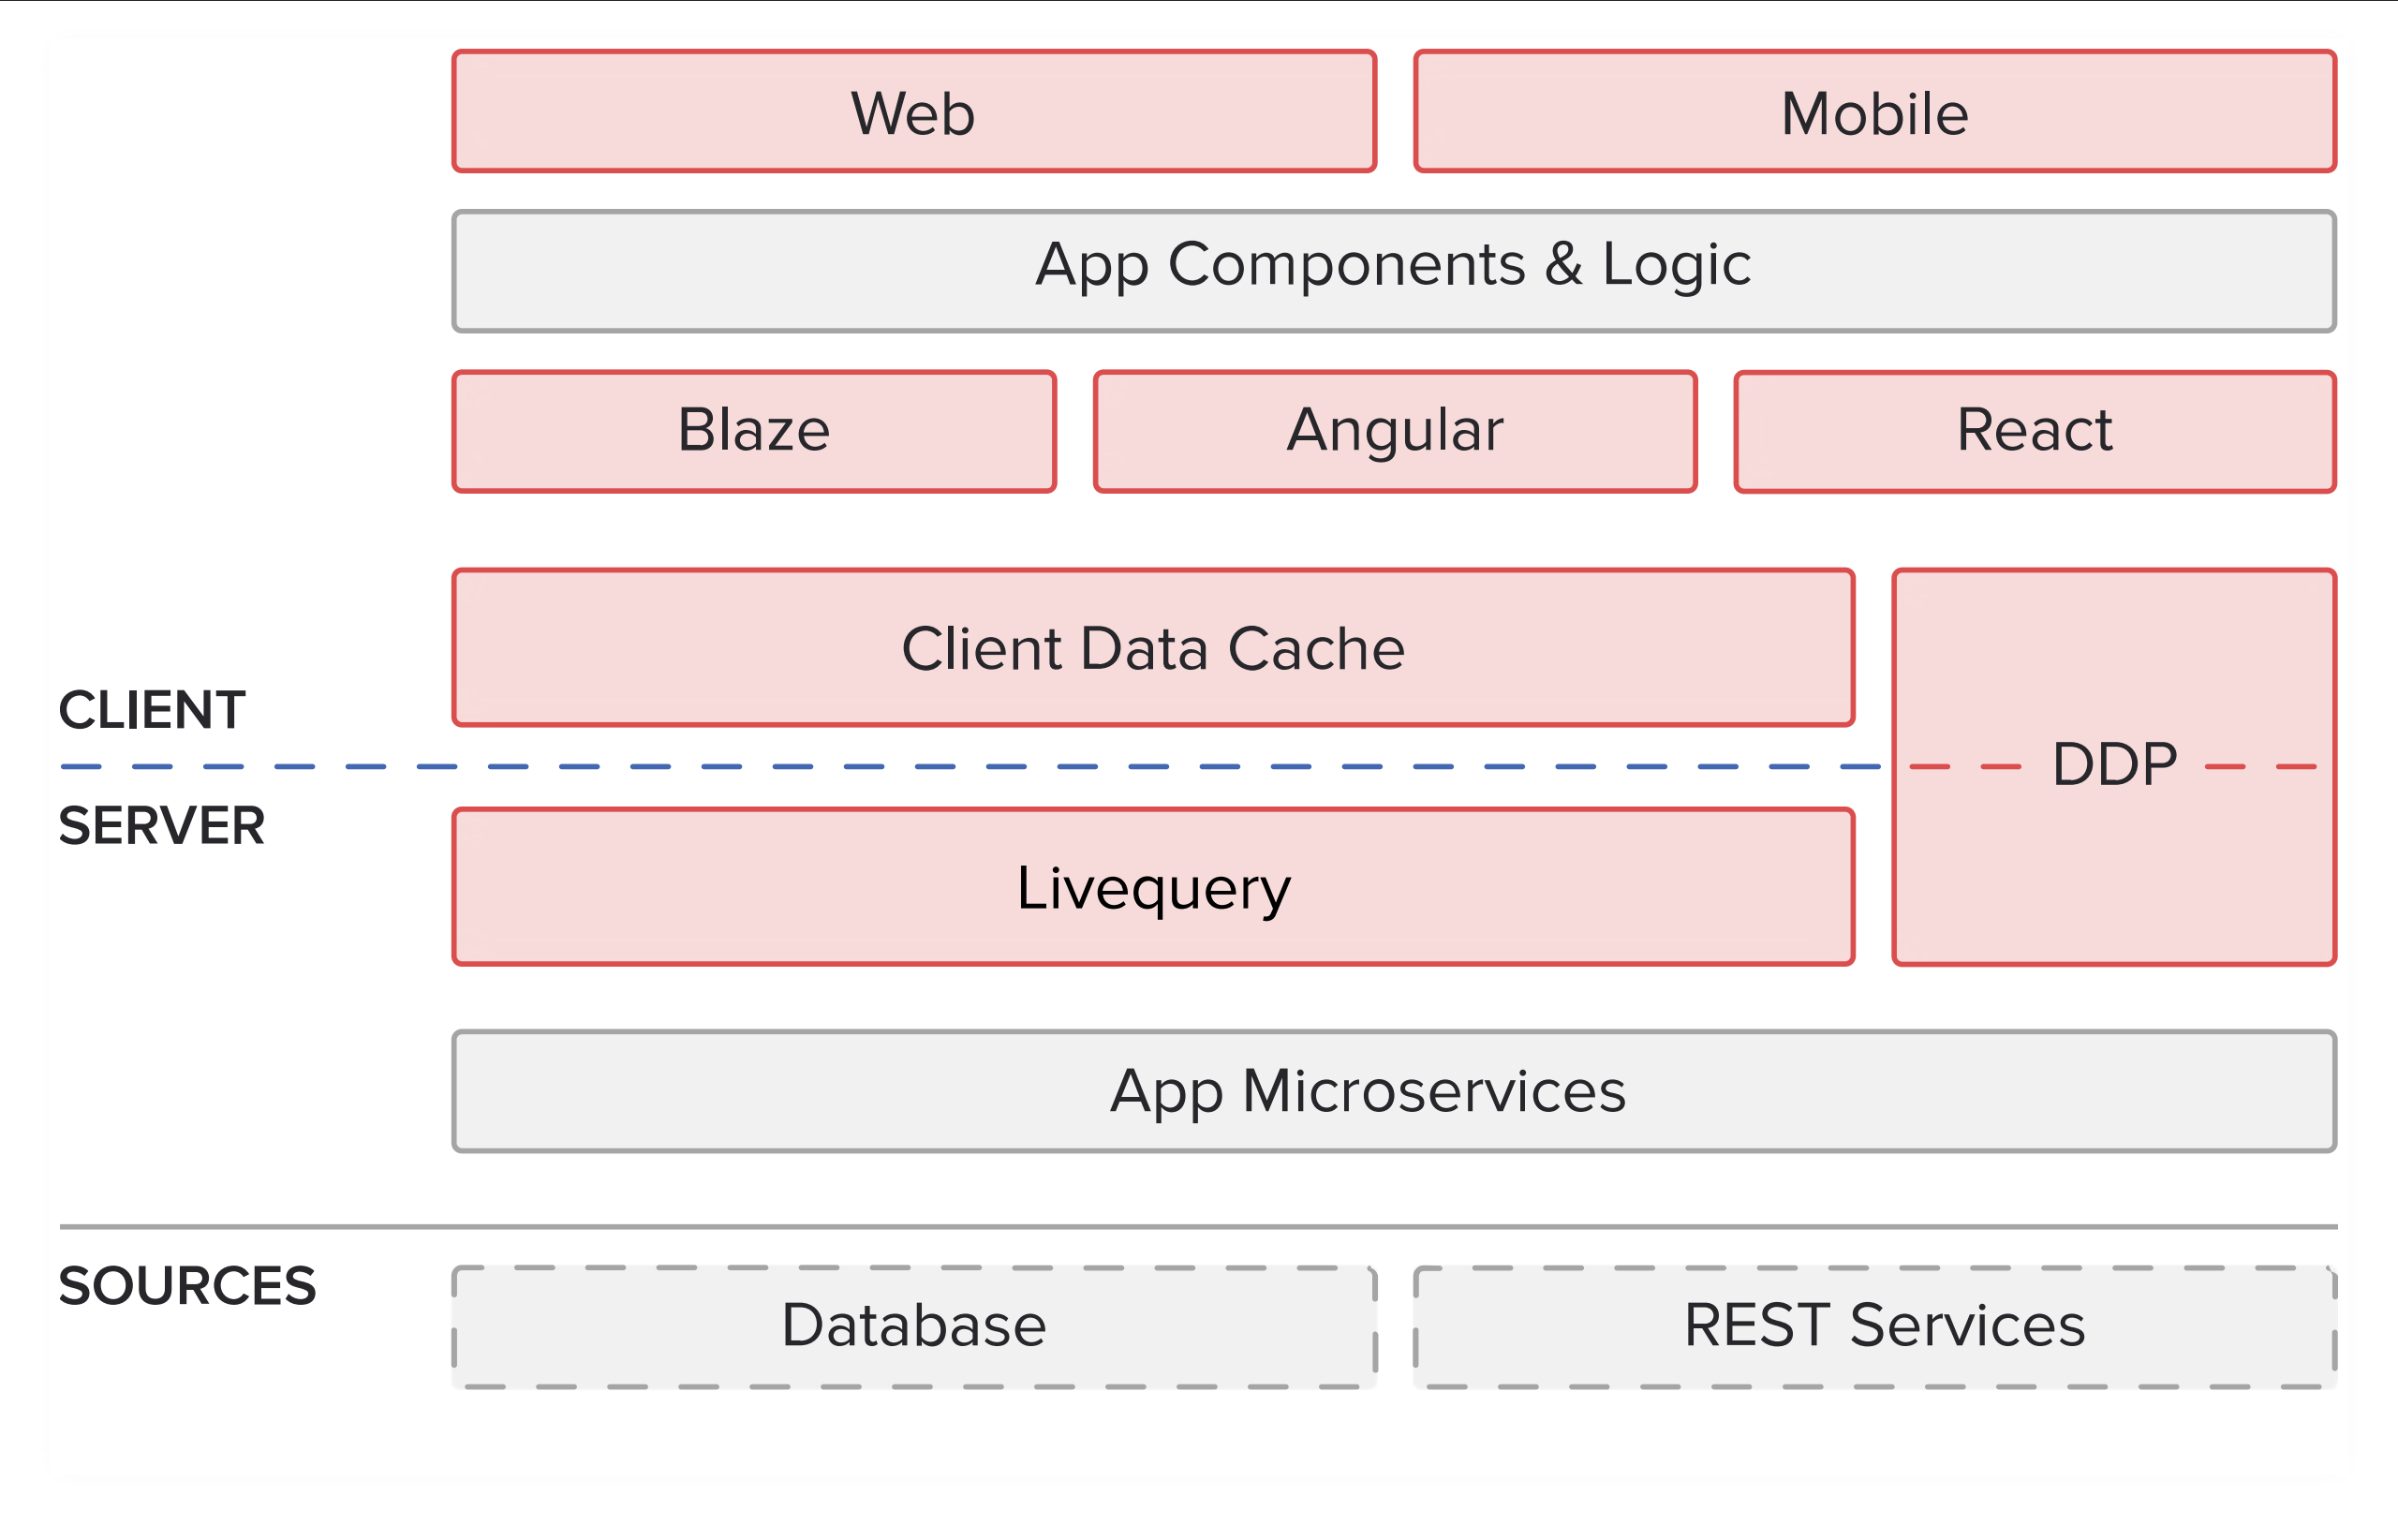 Web
Mobile
App Components & Logic
Blaze
Angular
React
Client Data Cache
CLIENT
DDP
SERVER
Livequery
App Microservices
SOURCES
Database
REST Services